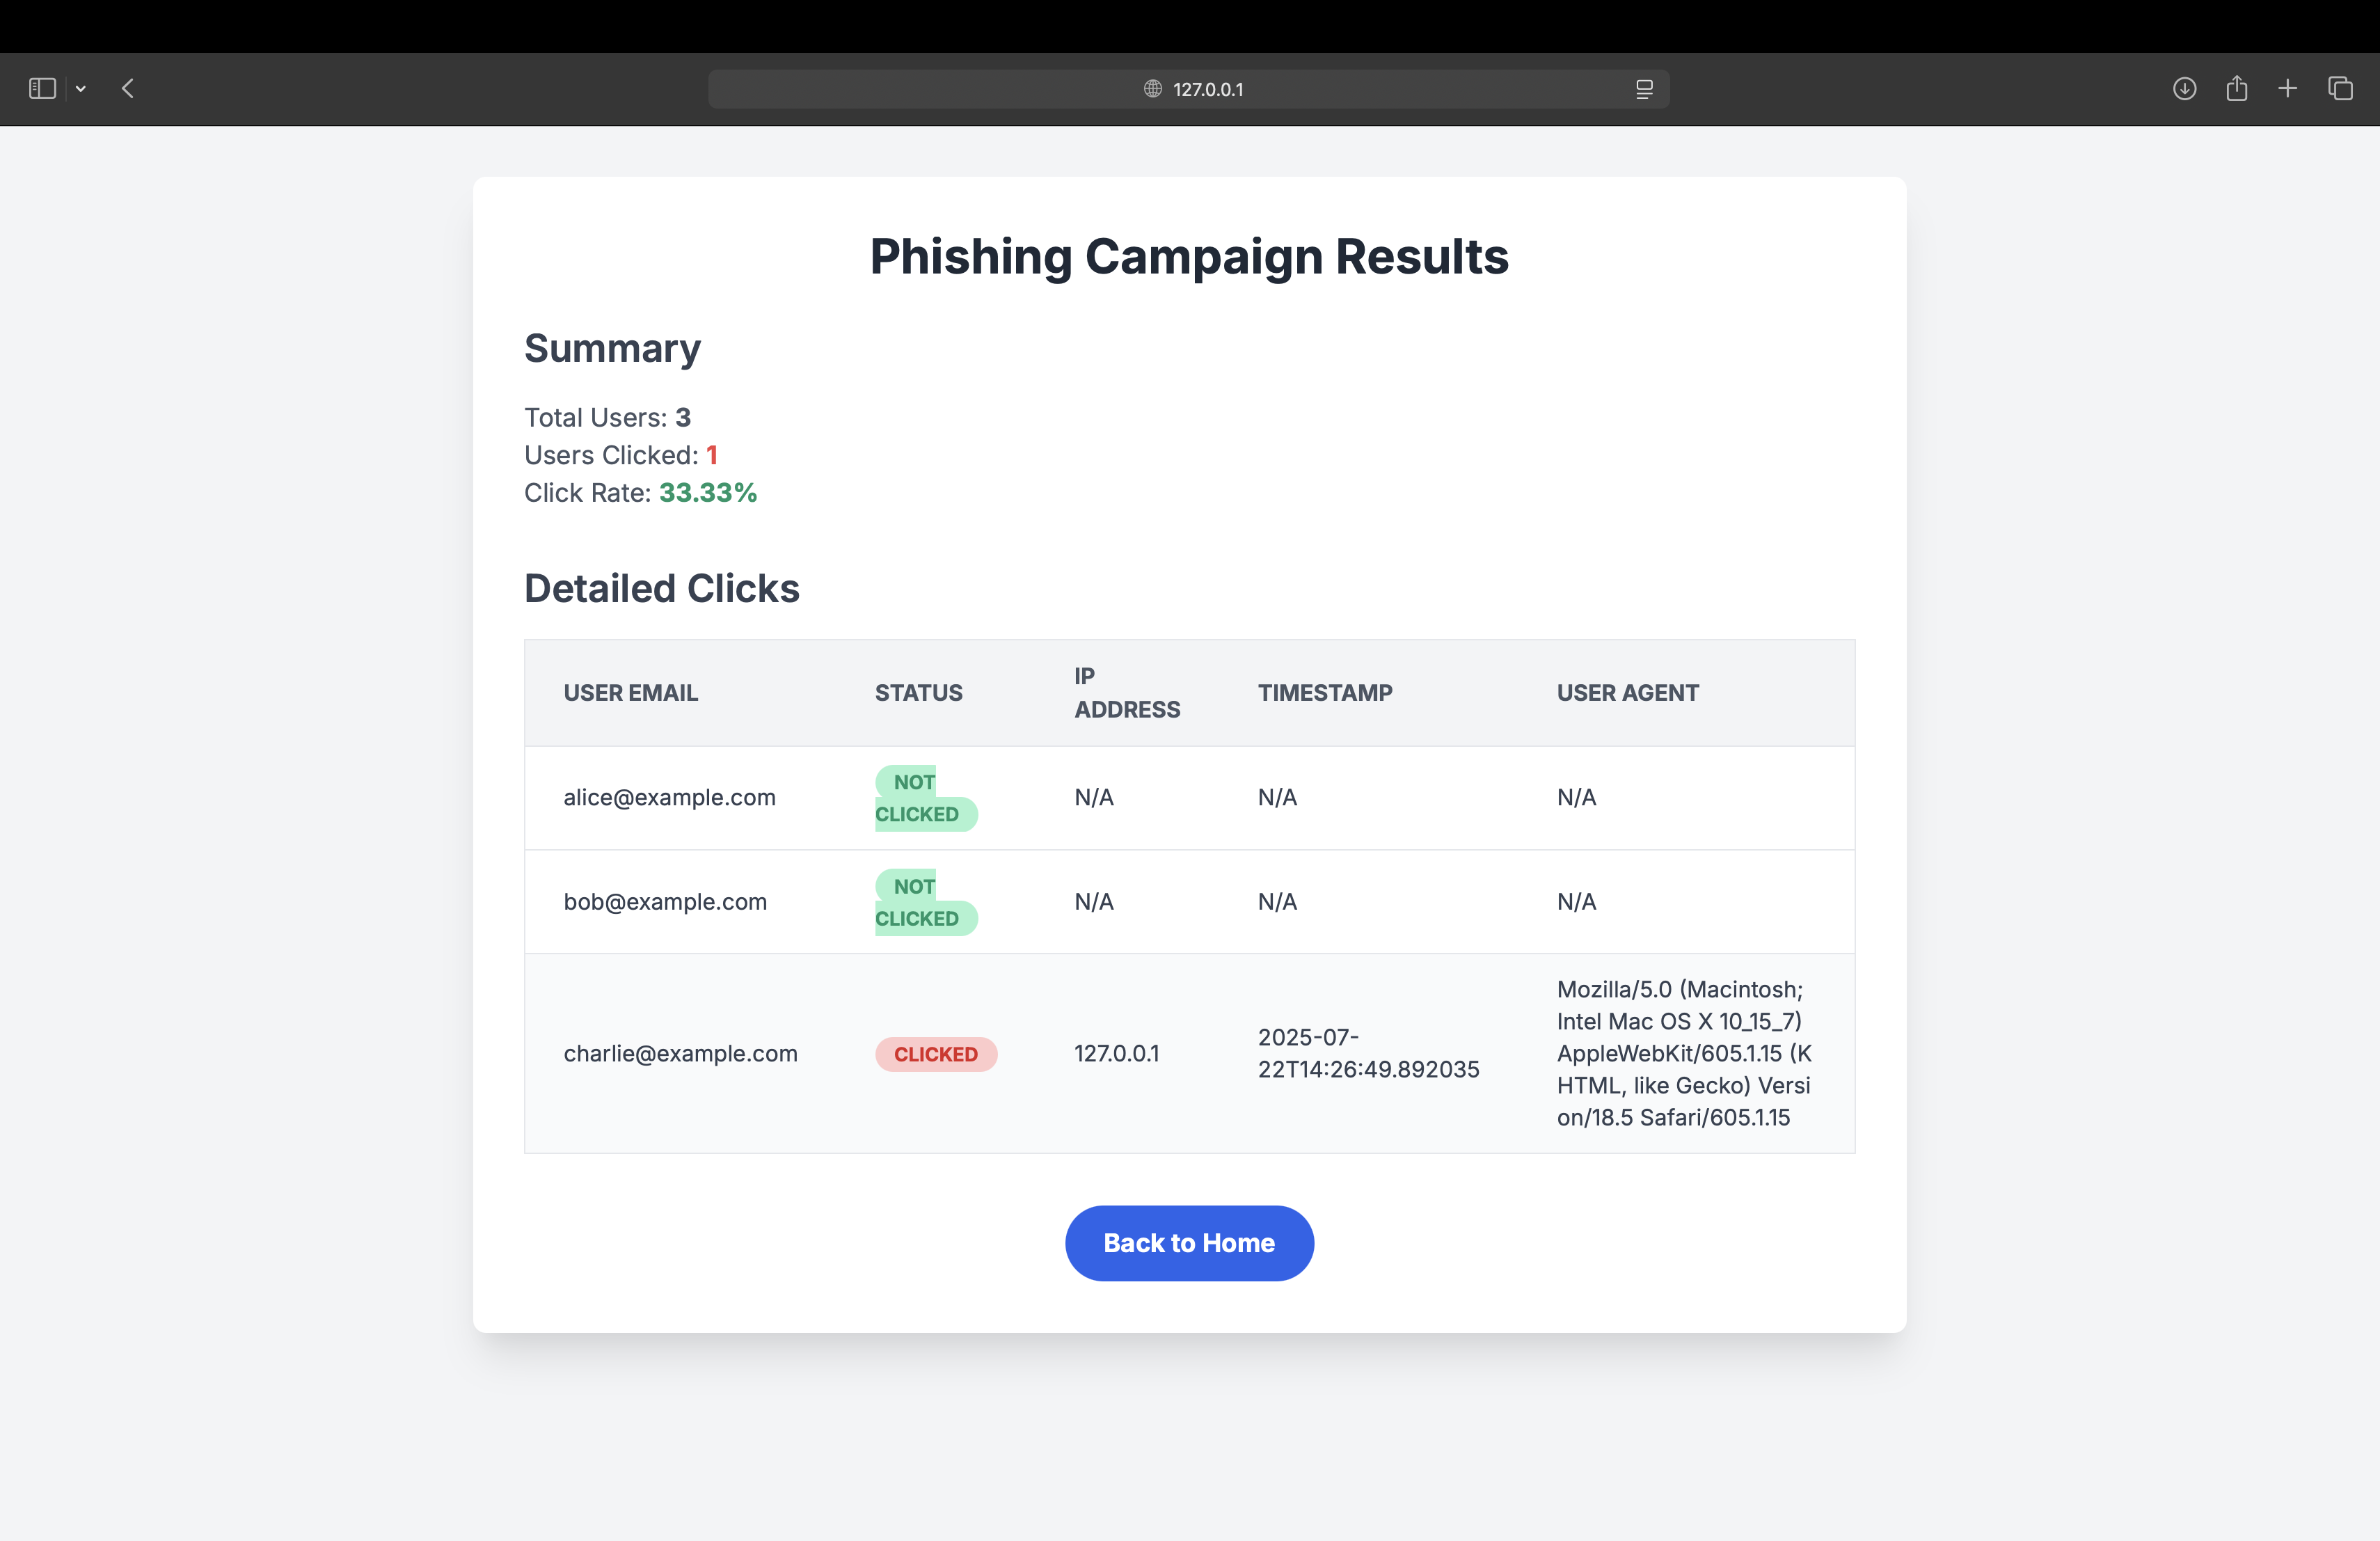 127.0.0.1
Phishing Campaign Results
Summary
Total Users: 3
Users Clicked: 1
Click Rate: 33.33%
Detailed Clicks
USER EMAIL
STATUS
IP
ADDRESS
TIMESTAMP
USER AGENT
alice@example.com
NOT
CLICKED
N/A
N/A
N/A
bob@example.com
NOT
CLICKED
N/A
N/A
N/A
charlie@example.com
CLICKED
127.0.0.1
2025-07-
22T14:26:49.892035
Mozilla/5.0 (Macintosh;
Intel Mac OS X 10_15_7)
AppleWebKit/605.1.15 (K
HTML, like Gecko) Versi
on/18.5 Safari/605.1.15
Back to Home